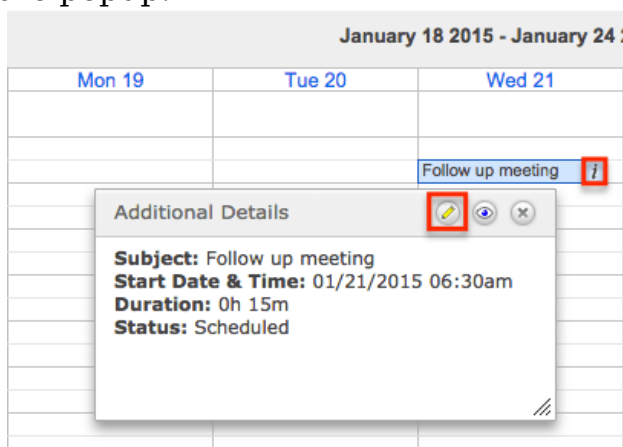 January 18 2015 - January 24
Mon 19 Tue 20 Wed 21
Follow up meeting i
Additional Details
Subject: Follow up meeting
Start Date & Time: 01/21/2015 06:30am
Duration: 0h 15m
Status: Scheduled